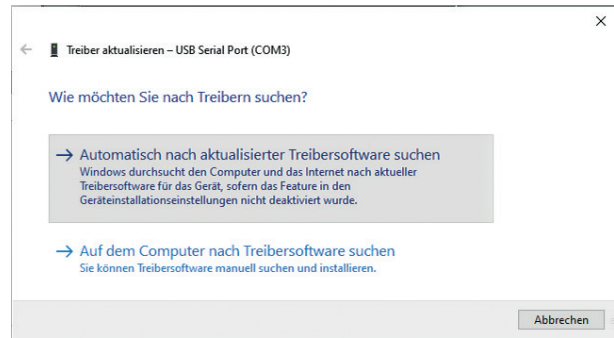 Treiber aktualisieren – USB Serial Port (COM3)
Wie möchten Sie nach Treibern suchen?
Automatisch nach aktualisierter Treibersoftware suchen
Windows durchsucht den Computer und das Internet nach aktueller
Treibersoftware für das Gerät, sofern das Feature in den
Geräteinstallationseinstellungen nicht deaktiviert wurde.
Auf dem Computer nach Treibersoftware suchen
Sie können Treibersoftware manuell suchen und installieren.
Abbrechen